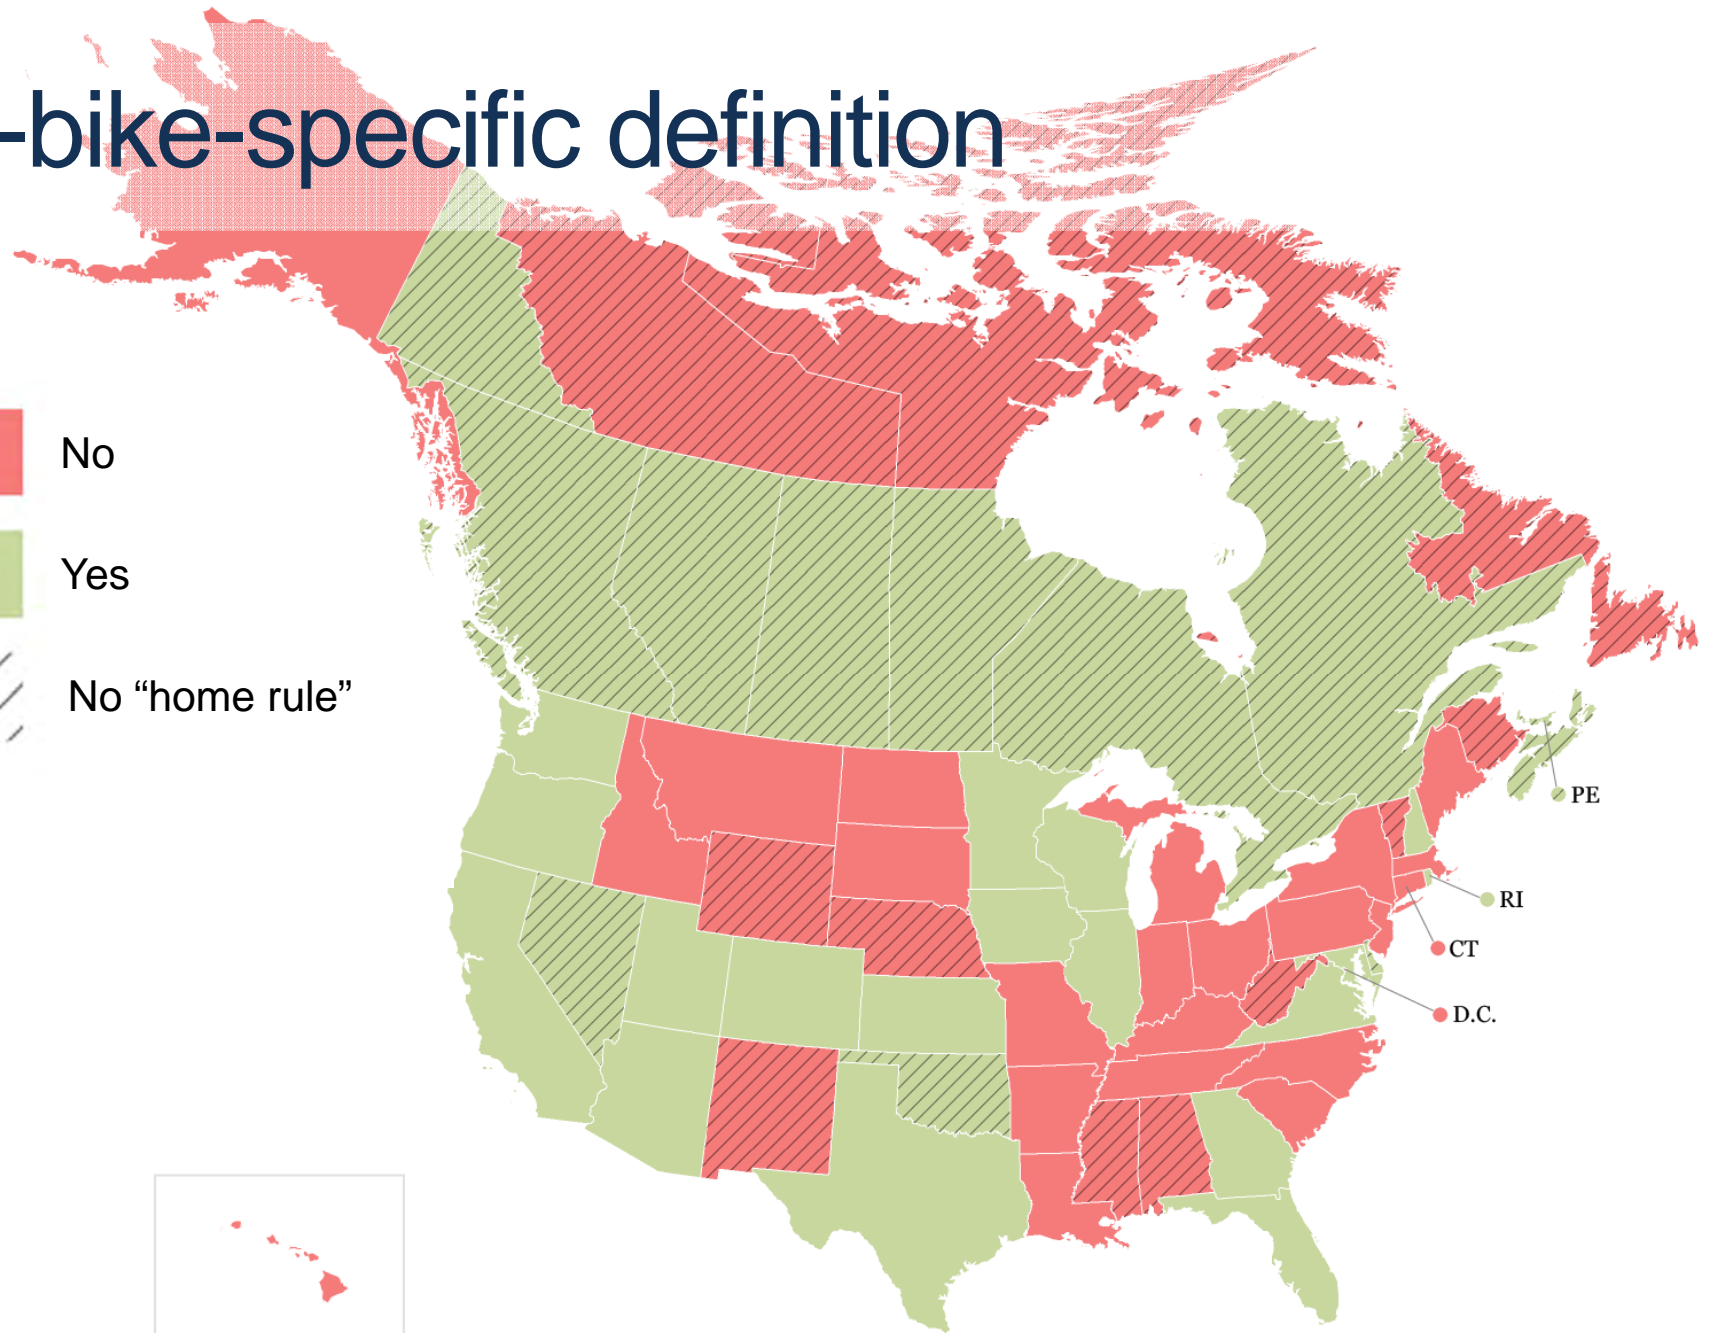 -bike-specific definition
No
Yes
No “home rule”
PE
RI
CT
D.C.